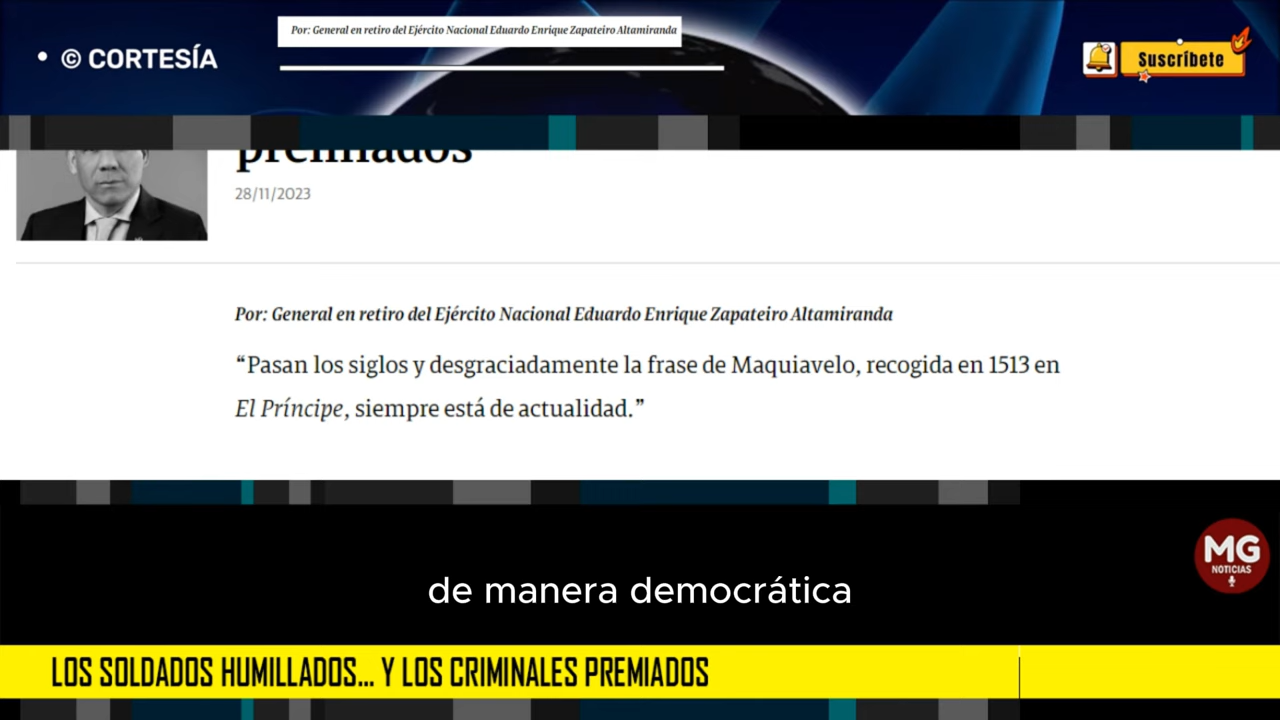 • © CORTESÍA
Por: General en retiro del Ejército Nacional Eduardo Enrique Zapateiro Altamiranda
Suscríbete
premiados
28/11/2023
Por: General en retiro del Ejército Nacional Eduardo Enrique Zapateiro Altamiranda
“Pasan los siglos y desgraciadamente la frase de Maquiavelo, recogida en 1513 en
El Príncipe, siempre está de actualidad.”
MG
NOTICIAS
de manera democrática
LOS SOLDADOS HUMILLADOS... Y LOS CRIMINALES PREMIADOS